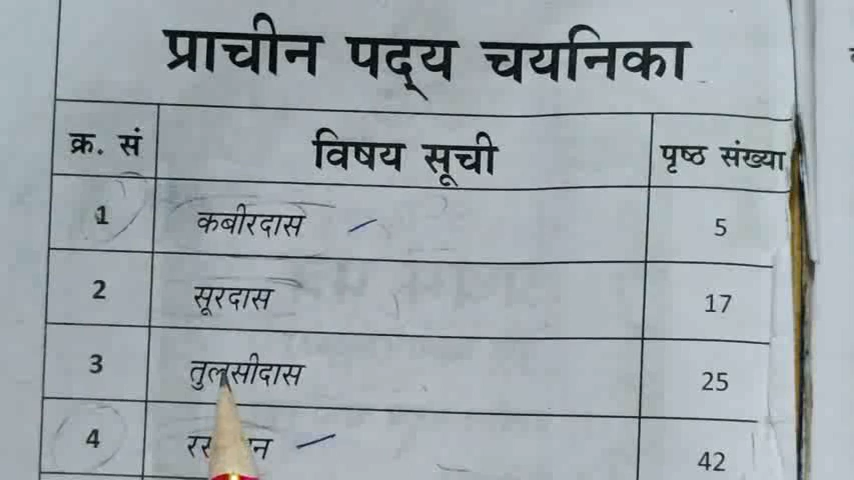 प्राचीन पद्य चयनिका
क्र. सं विषय सूची पृष्ठ संख्या
1 कबीरदास 5
2 सूरदास 17
3 तुलसीदास 25
4 42